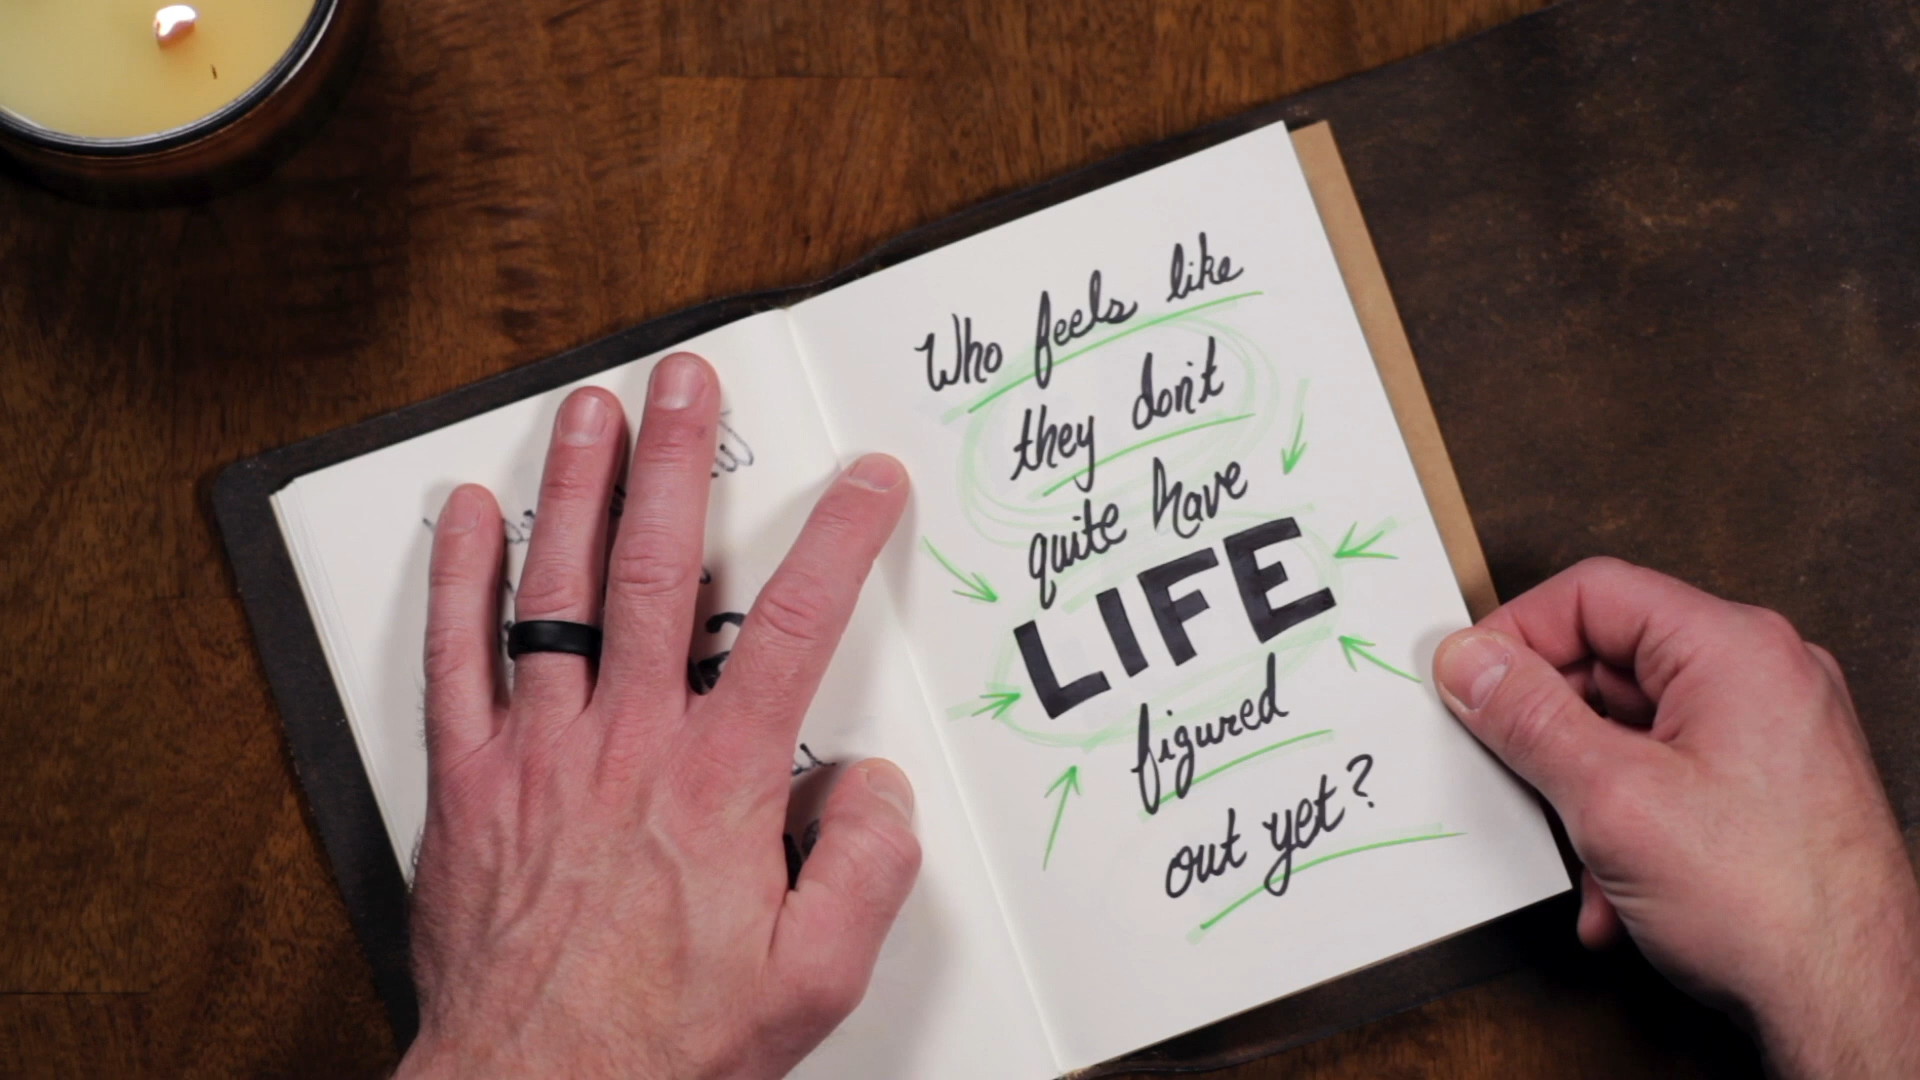 Who feels like
they don't
quite have
LIFE
figured
out yet?